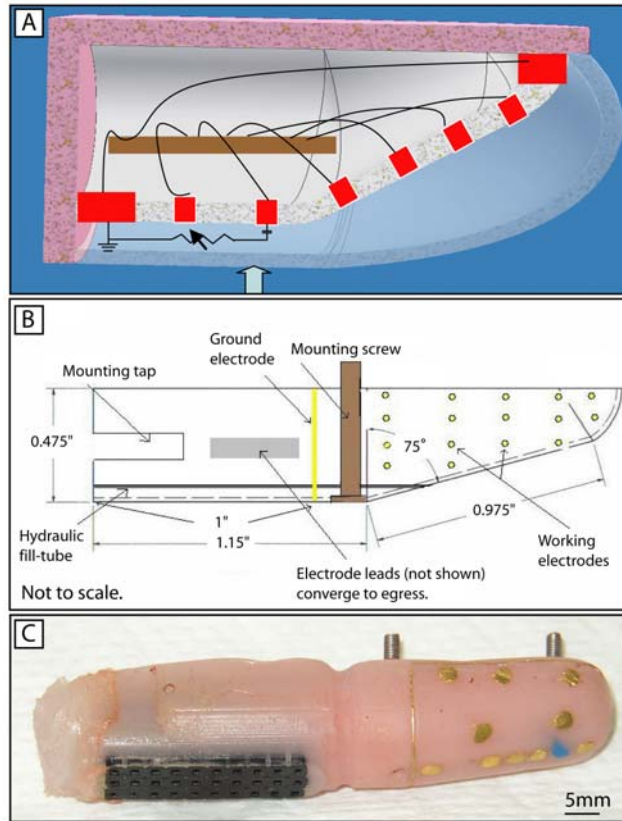 A
B
Ground
electrode
Mounting screw
Mounting tap
0.475"
75°
0.975"
1"
1.15"
Hydraulic
fill-tube
Working
electrodes
Electrode leads (not shown)
converge to egress.
Not to scale.
C
5mm